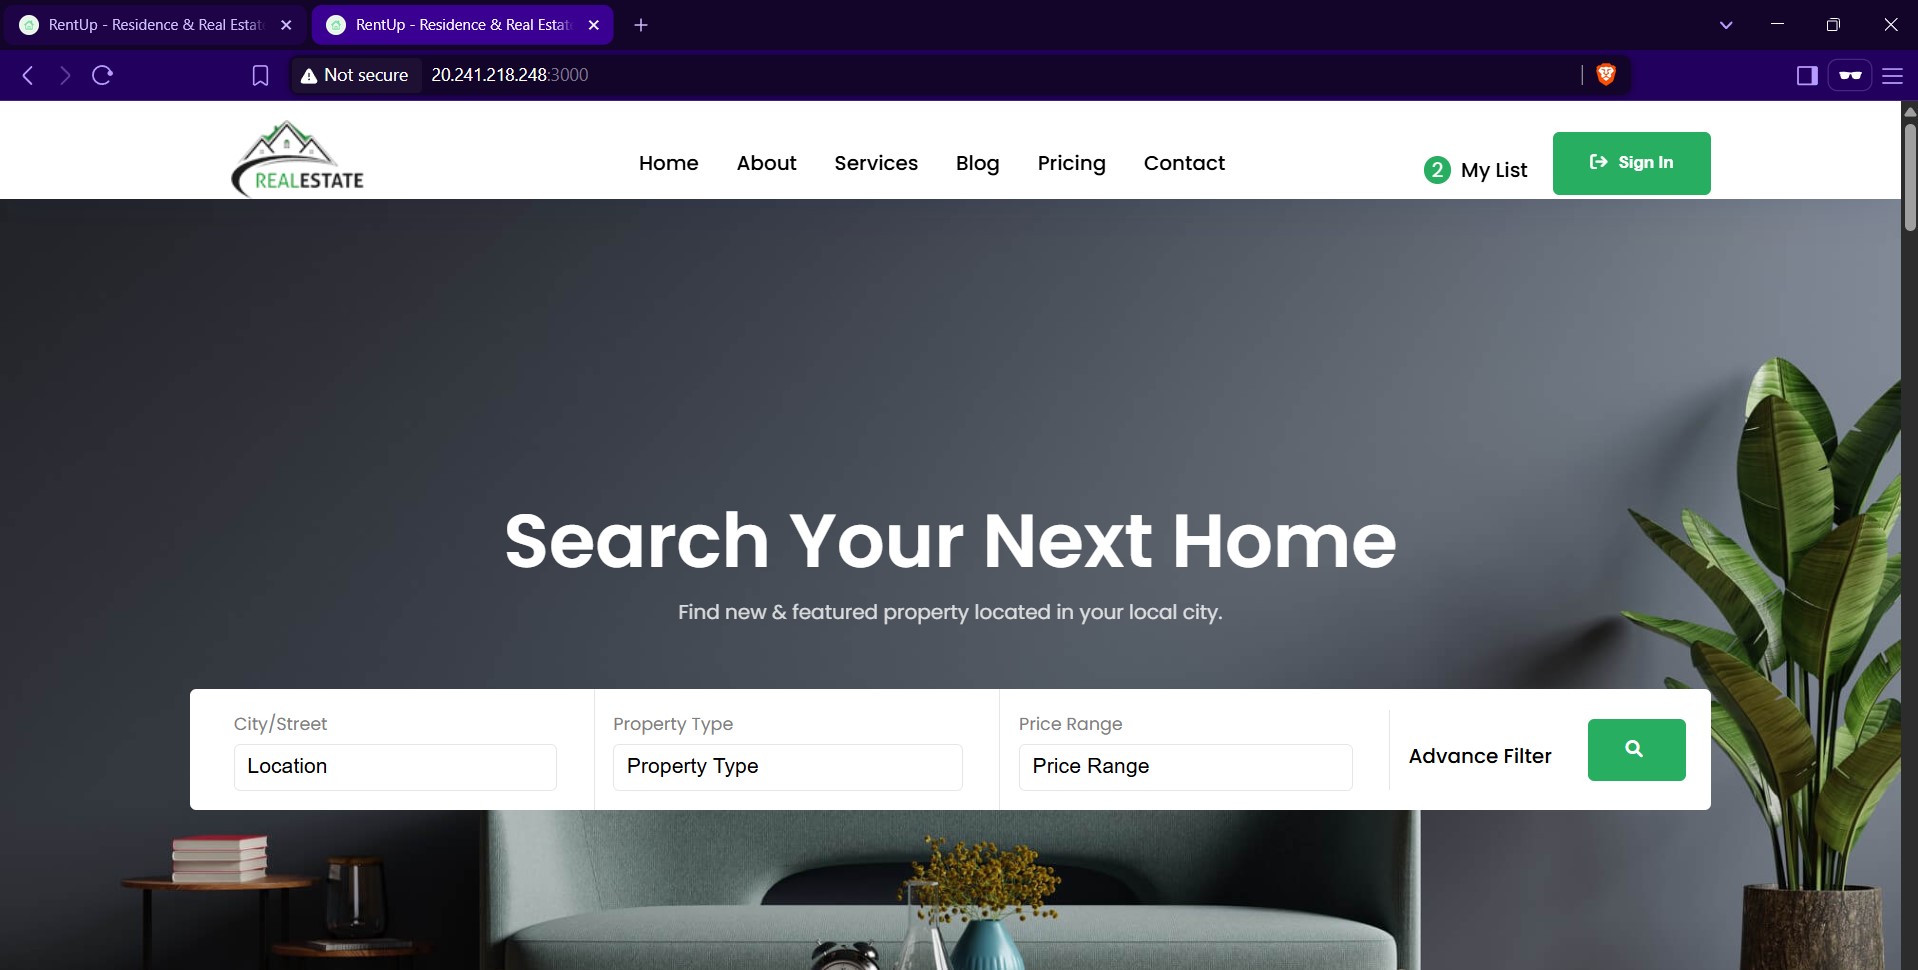 RentUp - Residence & Real Estat
RentUp - Residence & Real Estat
Not secure
20.241.218.248:3000
REALESTATE
Home
About
Services
Blog
Pricing
Contact
2
My List
Sign In
Search Your Next Home
Find new & featured property located in your local city.
City/Street
Location
Property Type
Property Type
Price Range
Price Range
Advance Filter